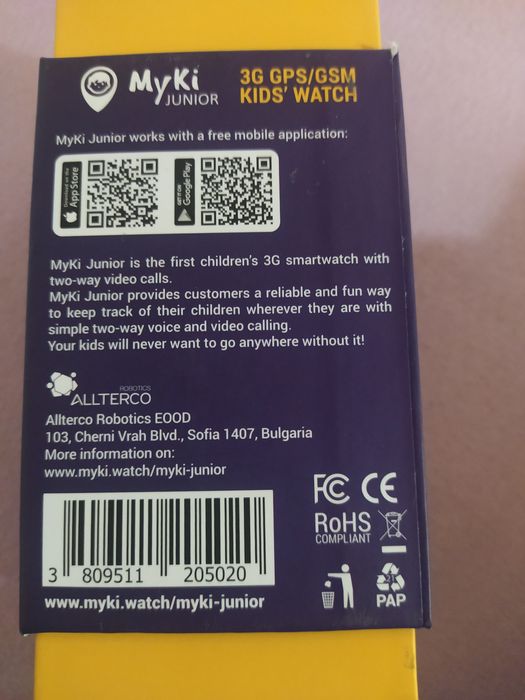 MyKi
JUNIOR
3G GPS/GSM
KIDS' WATCH
MyKi Junior works with a free mobile application:
Download on the
App Store
GET IT ON
Google Play
MyKi Junior is the first children's 3G smartwatch with
two-way video calls.
MyKi Junior provides customers a reliable and fun way
to keep track of their children wherever they are with
simple two-way voice and video calling.
Your kids will never want to go anywhere without it!
ROBOTICS
ALLTERCO
Allterco Robotics EOOD
103, Cherni Vrah Blvd., Sofia 1407, Bulgaria
More information on:
www.myki.watch/myki-junior
FC CE
RoHS
COMPLIANT
3 809511 205020
21
PAP
www.myki.watch/myki-junior